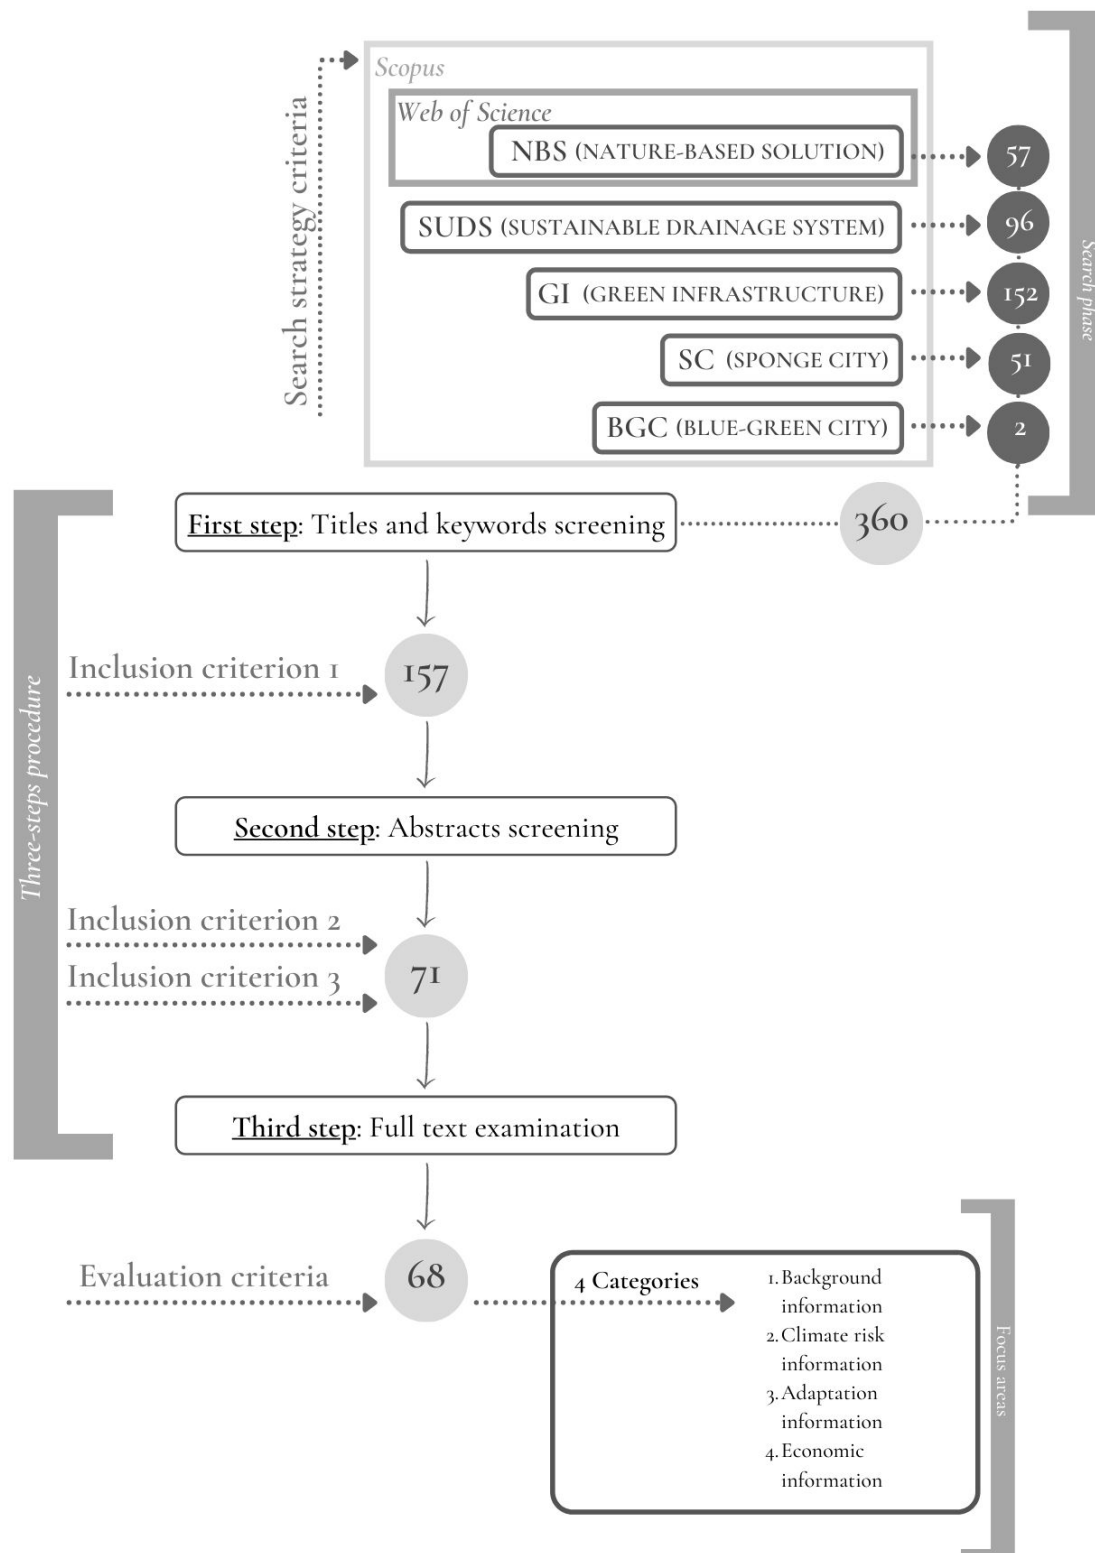 Scopus
Web of Science
NBS (NATURE-BASED SOLUTION)
57
SUDS (SUSTAINABLE DRAINAGE SYSTEM)
96
GI (GREEN INFRASTRUCTURE)
152
SC (SPONGE CITY)
51
BGC (BLUE-GREEN CITY)
2
Search strategy criteria
Search phase
First step: Titles and keywords screening
360
Inclusion criterion 1
157
Three-steps procedure
Second step: Abstracts screening
Inclusion criterion 2
Inclusion criterion 3
71
Third step: Full text examination
Evaluation criteria
68
4 Categories
1. Background
information
2. Climate risk
information
3. Adaptation
information
4. Economic
information
Focus areas